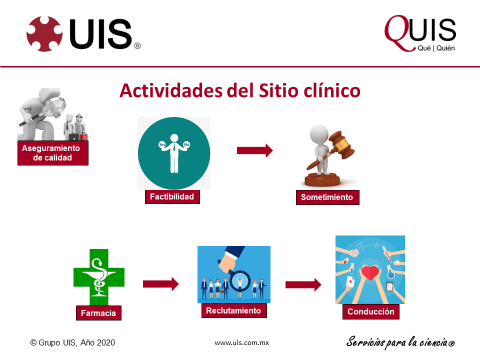 UIS®
QUIS
Qué | Quién
Actividades del Sitio clínico
Aseguramiento
de calidad
Factibilidad
Sometimiento
Farmacia
Reclutamiento
Conducción
© Grupo UIS, Año 2020
www.uis.com.mx
Servicios para la ciencia®